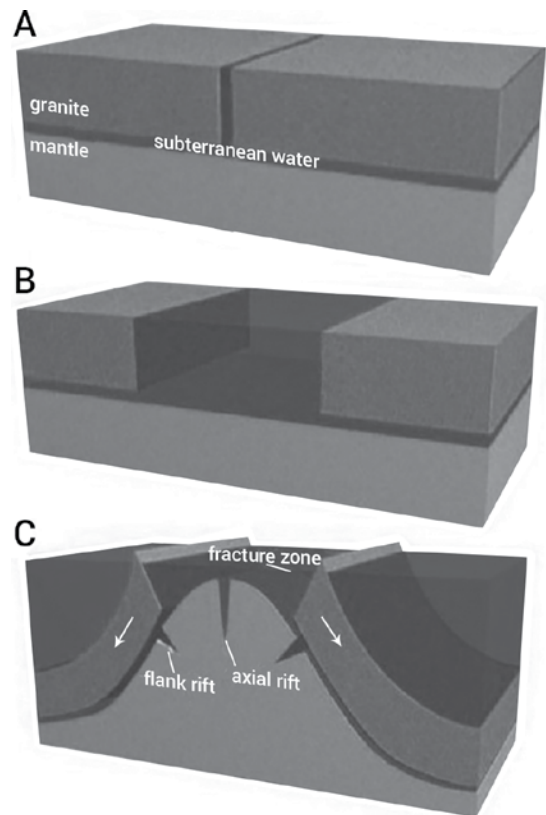 A
granite
mantle
subterranean water
B
C
fracture zone
flank rift
axial rift